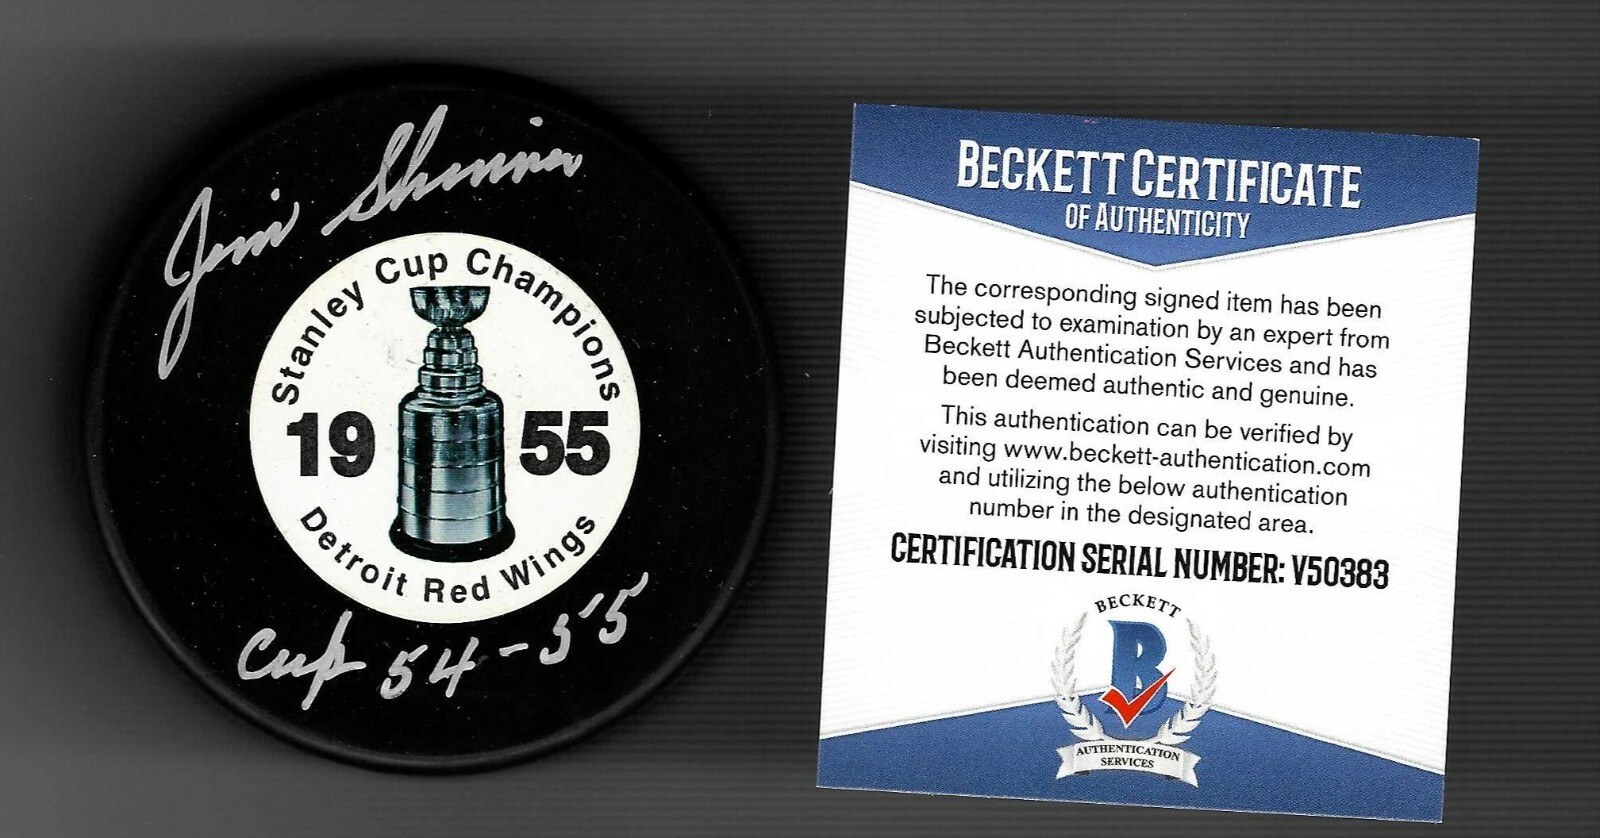 Jim Skinner
Stanley Cup Champions
19 55
Detroit Red Wings
Cup 54-55
BECKETT CERTIFICATE
OF AUTHENTICITY
The corresponding signed item has been
subjected to examination by an expert from
Beckett Authentication Services and has
been deemed authentic and genuine.
This authentication can be verified by
visiting www.beckett-authentication.com
and utilizing the below authentication
number in the designated area.
CERTIFICATION SERIAL NUMBER: V50383
BECKETT
B
AUTHENTICATION
SERVICES